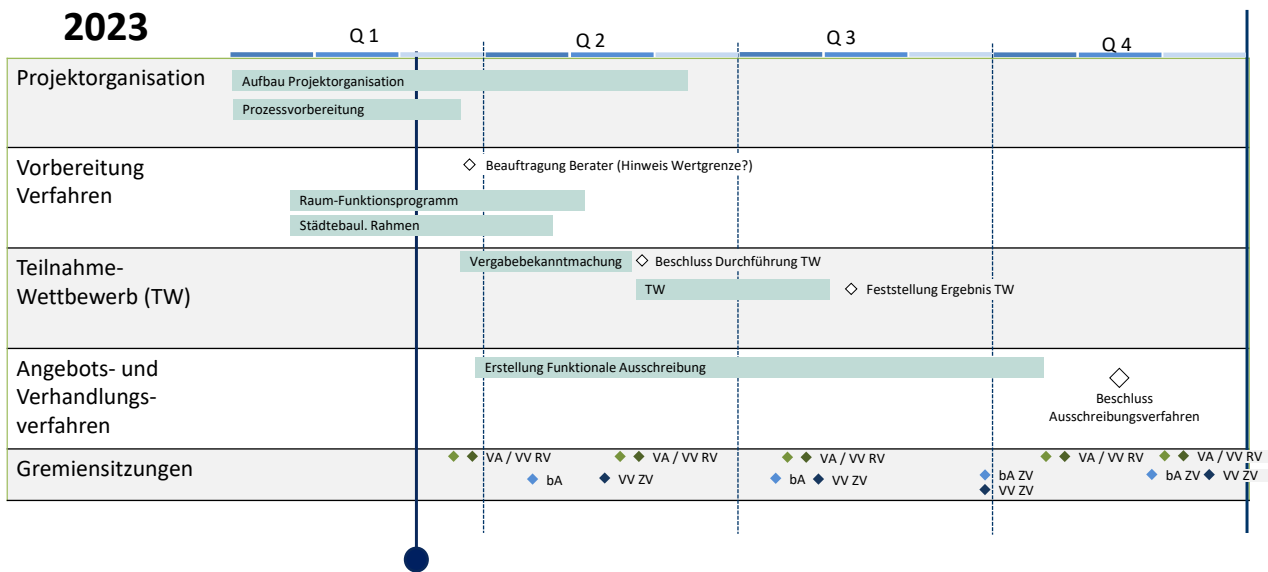 2023
Q 1
Q 2
Q 3
Q 4
Projektorganisation
Aufbau Projektorganisation
Prozessvorbereitung
Vorbereitung
Verfahren
Beauftragung Berater (Hinweis Wertgrenze?)
Raum-Funktionsprogramm
Städtebaul. Rahmen
Teilnahme-
Wettbewerb (TW)
Vergabebekanntmachung
Beschluss Durchführung TW
TW
Feststellung Ergebnis TW
Angebots- und
Verhandlungs-
verfahren
Erstellung Funktionale Ausschreibung
Beschluss
Ausschreibungsverfahren
Gremiensitzungen
VA / VV RV
VA / VV RV
VA / VV RV
VA / VV RV
VA / VV RV
bA
VV ZV
bA
VV ZV
bA ZV
VV ZV
bA ZV
VV ZV